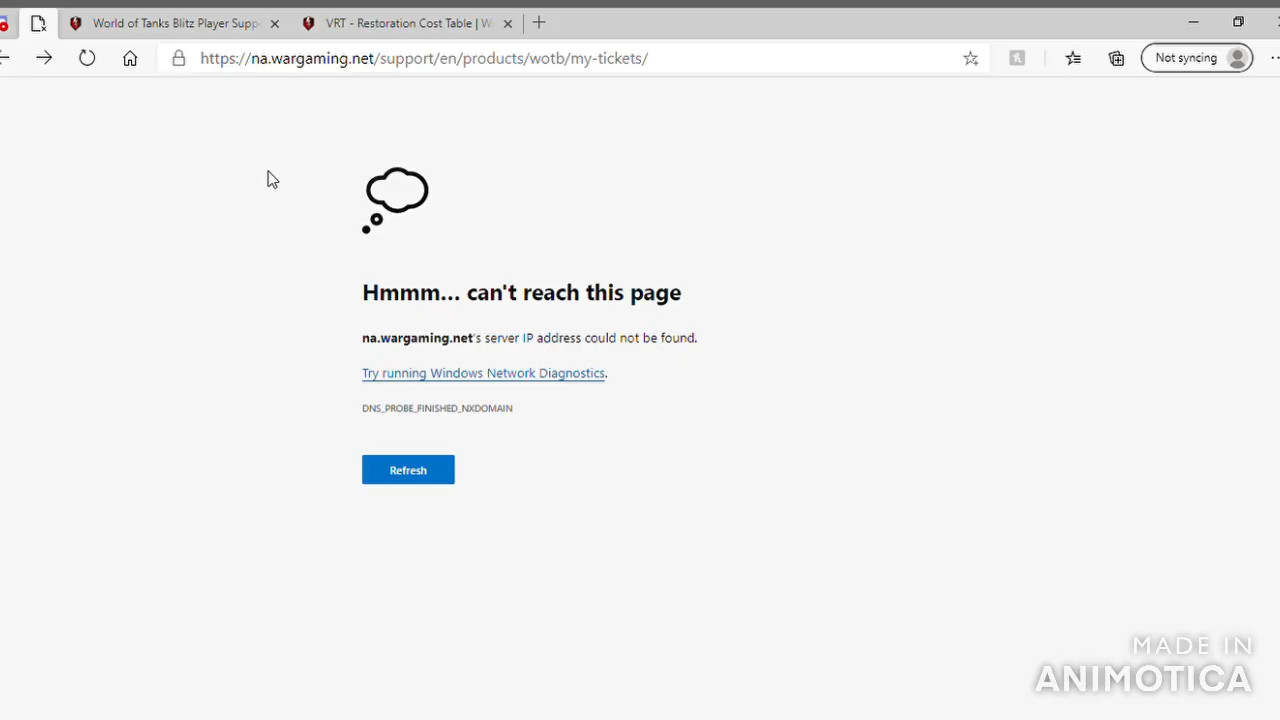 World of Tanks Blitz Player Supp
VRT - Restoration Cost Table | W
https://na.wargaming.net/support/en/products/wotb/my-tickets/
Not syncing
Hmmm... can't reach this page
na.wargaming.net's server IP address could not be found.
Try running Windows Network Diagnostics.
DNS_PROBE_FINISHED_NXDOMAIN
Refresh
MADE IN
ANIMOTICA